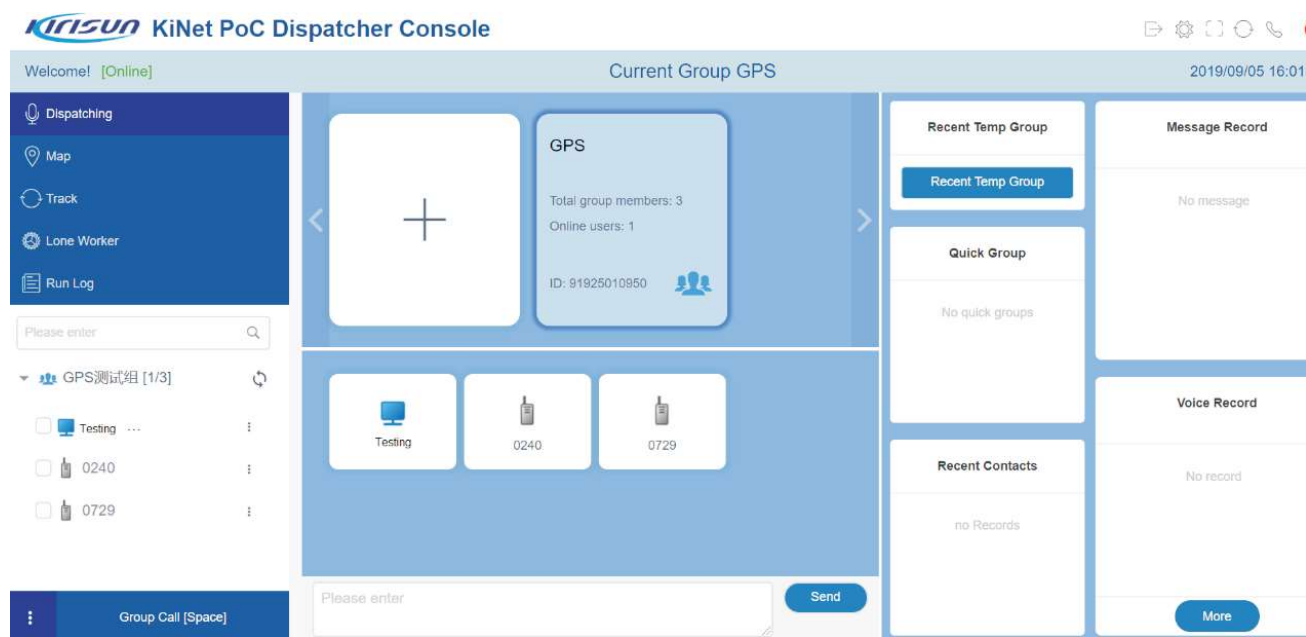 KIRISUN KiNet PoC Dispatcher Console
Welcome! [Online]
Current Group GPS
2019/09/05 16:01
Dispatching
Map
Track
Lone Worker
Run Log
Please enter
GPS测试组 [1/3]
Testing ...
0240
0729
Group Call [Space]
GPS
Total group members: 3
Online users: 1
ID: 91925010950
Testing
0240
0729
Please enter
Send
Recent Temp Group
Recent Temp Group
Quick Group
No quick groups
Recent Contacts
no Records
Message Record
No message
Voice Record
No record
More